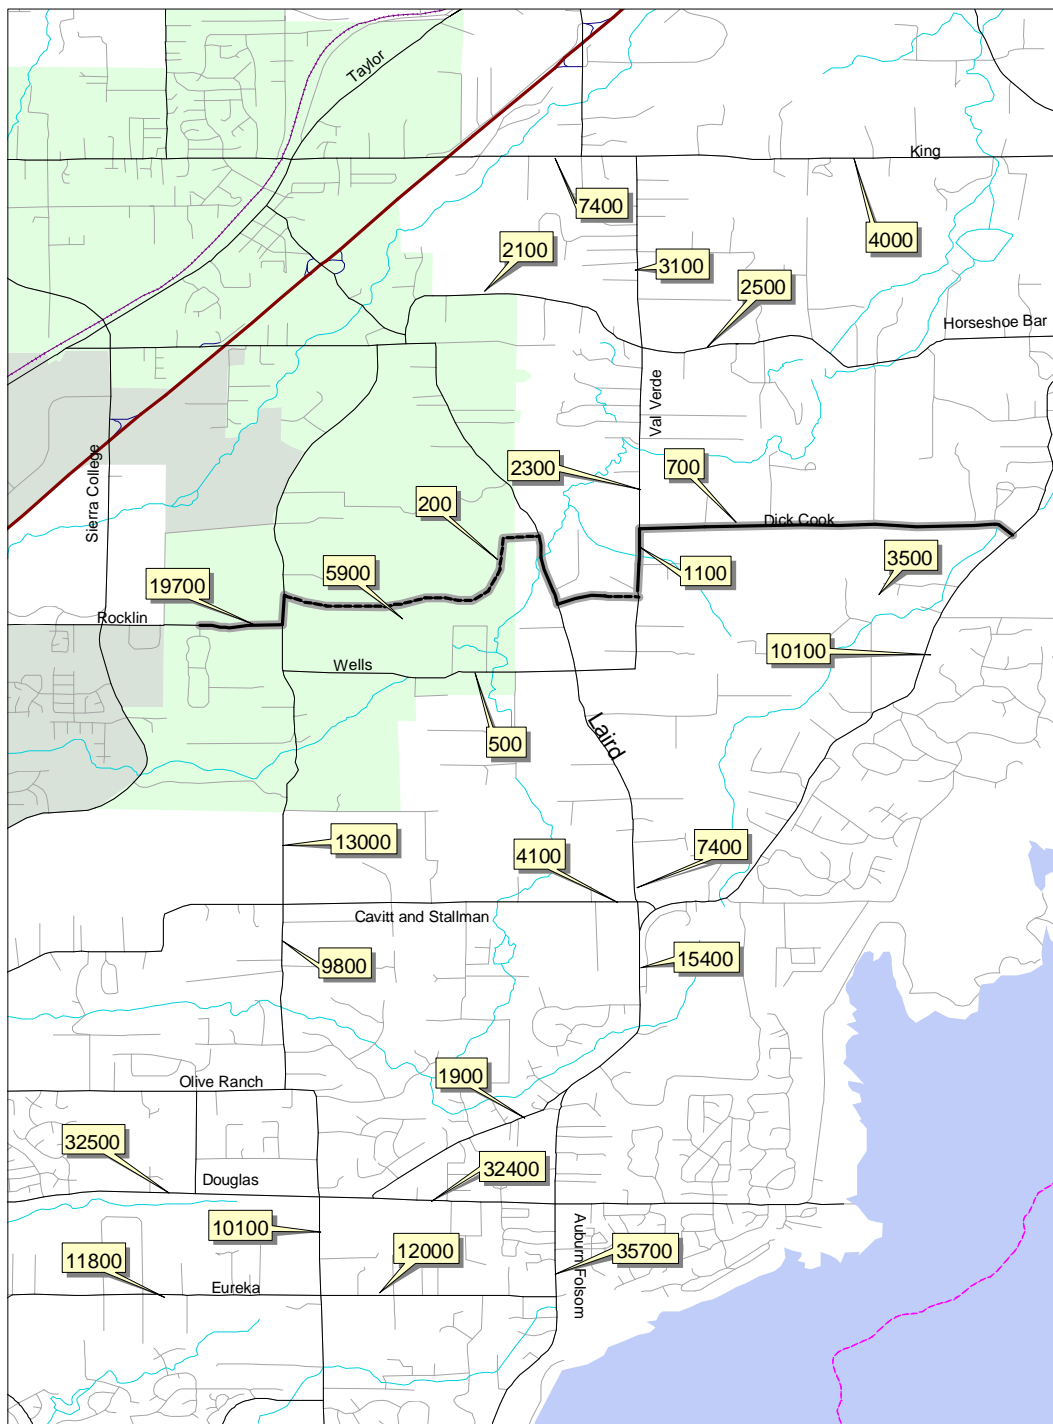 Taylor
King
7400
4000
2100
3100
2500
Horseshoe Bar
Val Verde
Sierra College
2300
700
200
Dick Cook
5900
1100
3500
19700
Rocklin
10100
Wells
Laird
500
13000
4100
7400
Cavitt and Stallman
9800
15400
1900
Olive Ranch
32500
32400
Douglas
10100
12000
Auburn Folsom
35700
11800
Eureka